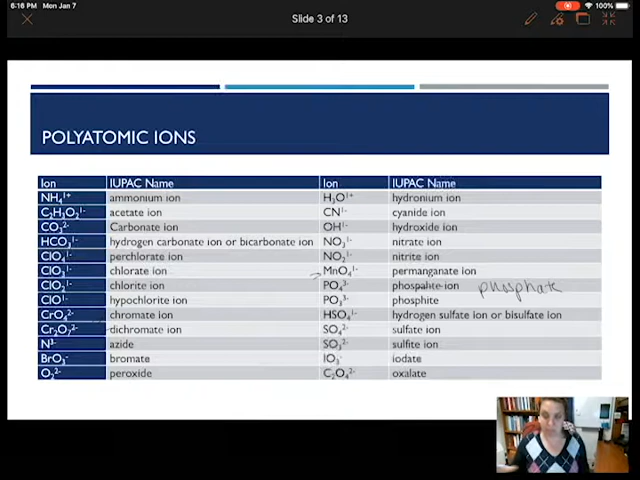 6:16 PM Mon Jan 7
Slide 3 of 13
100%
POLYATOMIC IONS
Ion IUPAC Name Ion IUPAC Name
NH₄¹⁺ ammonium ion H₃O¹⁺ hydronium ion
C₂H₃O₂¹⁻ acetate ion CN¹⁻ cyanide ion
CO₃²⁻ Carbonate ion OH¹⁻ hydroxide ion
HCO₃¹⁻ hydrogen carbonate ion or bicarbonate ion NO₃¹⁻ nitrate ion
ClO₄¹⁻ perchlorate ion NO₂¹⁻ nitrite ion
ClO₃¹⁻ chlorate ion MnO₄¹⁻ permanganate ion
ClO₂¹⁻ chlorite ion PO₄³⁻ phospahte ion phosphate
ClO¹⁻ hypochlorite ion PO₃³⁻ phosphite
CrO₄²⁻ chromate ion HSO₄¹⁻ hydrogen sulfate ion or bisulfate ion
Cr₂O₇²⁻ dichromate ion SO₄²⁻ sulfate ion
N³⁻ azide SO₃²⁻ sulfite ion
BrO₃⁻ bromate IO₃⁻ iodate
O₂²⁻ peroxide C₂O₄²⁻ oxalate